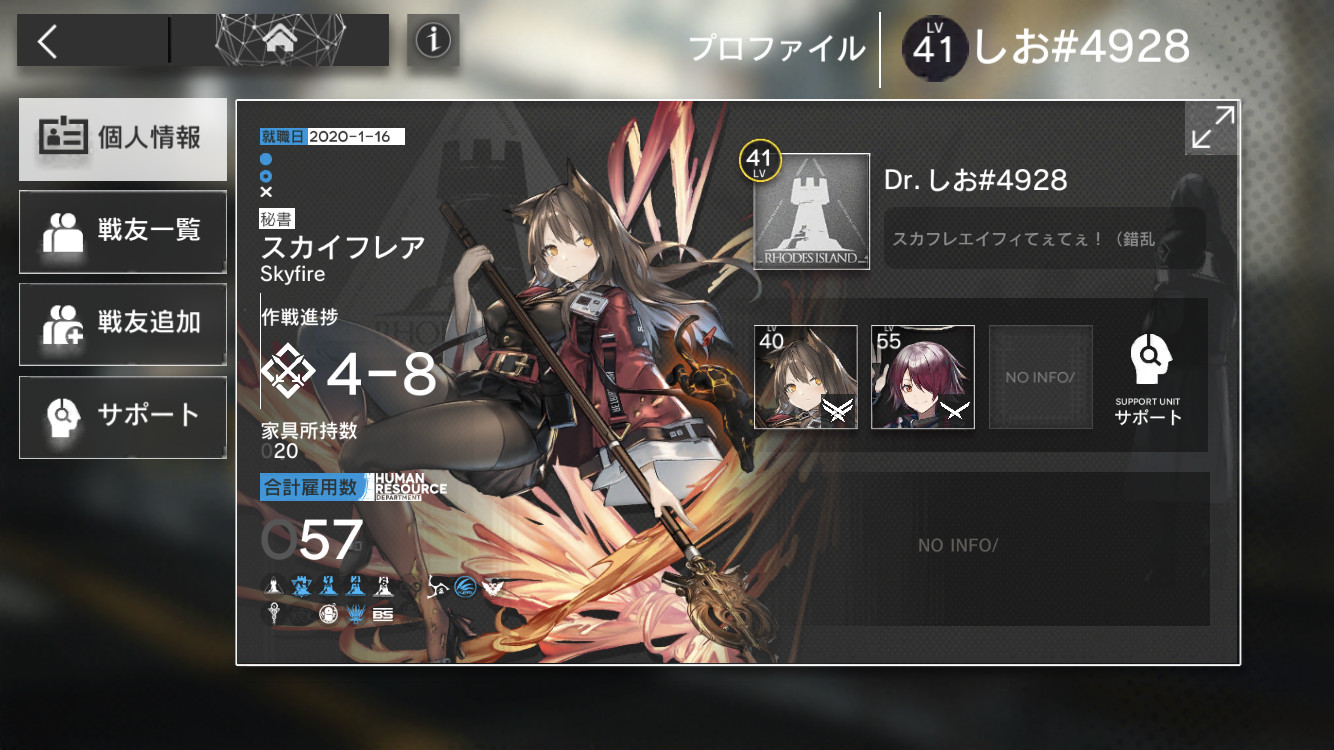 プロファイル
LV
41
しお#4928
個人情報
戦友一覧
戦友追加
サポート
就職日 2020-1-16
秘書
スカイフレア
Skyfire
作戦進捗
4-8
家具所持数
020
合計雇用数
HUMAN
RESOURCE
DEPARTMENT
057
BS
41
LV
RHODES ISLAND
Dr. しお#4928
スカフレエイフィてぇてぇ！（錯乱
LV
40
LV
55
NO INFO/
SUPPORT UNIT
サポート
NO INFO/